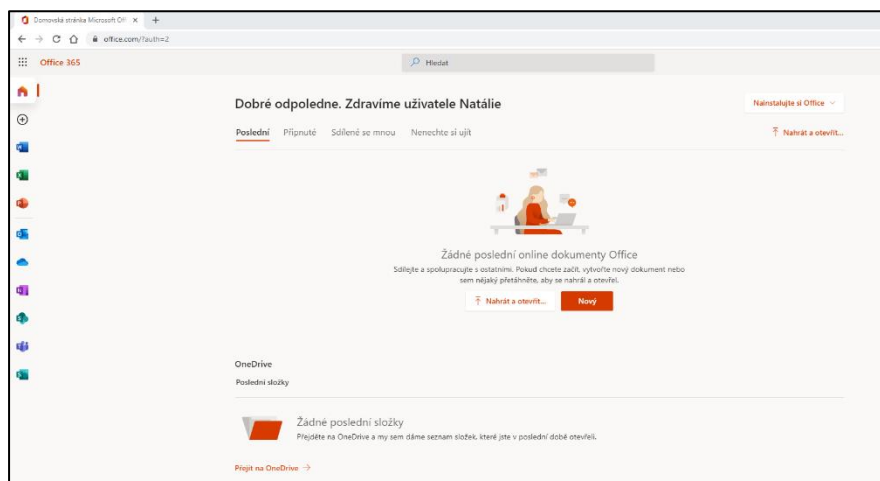 Domovská stránka Microsoft Off
office.com/?auth=2
Office 365
Hledat
Dobré odpoledne. Zdravíme uživatele Natálie
Nainstalujte si Office
Poslední Připnuté Sdílené se mnou Nenechte si ujít
Nahrát a otevřít...
Žádné poslední online dokumenty Office
Sdílejte a spolupracujte s ostatními. Pokud chcete začít, vytvořte nový dokument nebo
sem nějaký přetáhněte, aby se nahrál a otevřel.
Nahrát a otevřít... Nový
OneDrive
Poslední složky
Žádné poslední složky
Přejděte na OneDrive a my sem dáme seznam složek, které jste v poslední době otevřeli.
Přejít na OneDrive